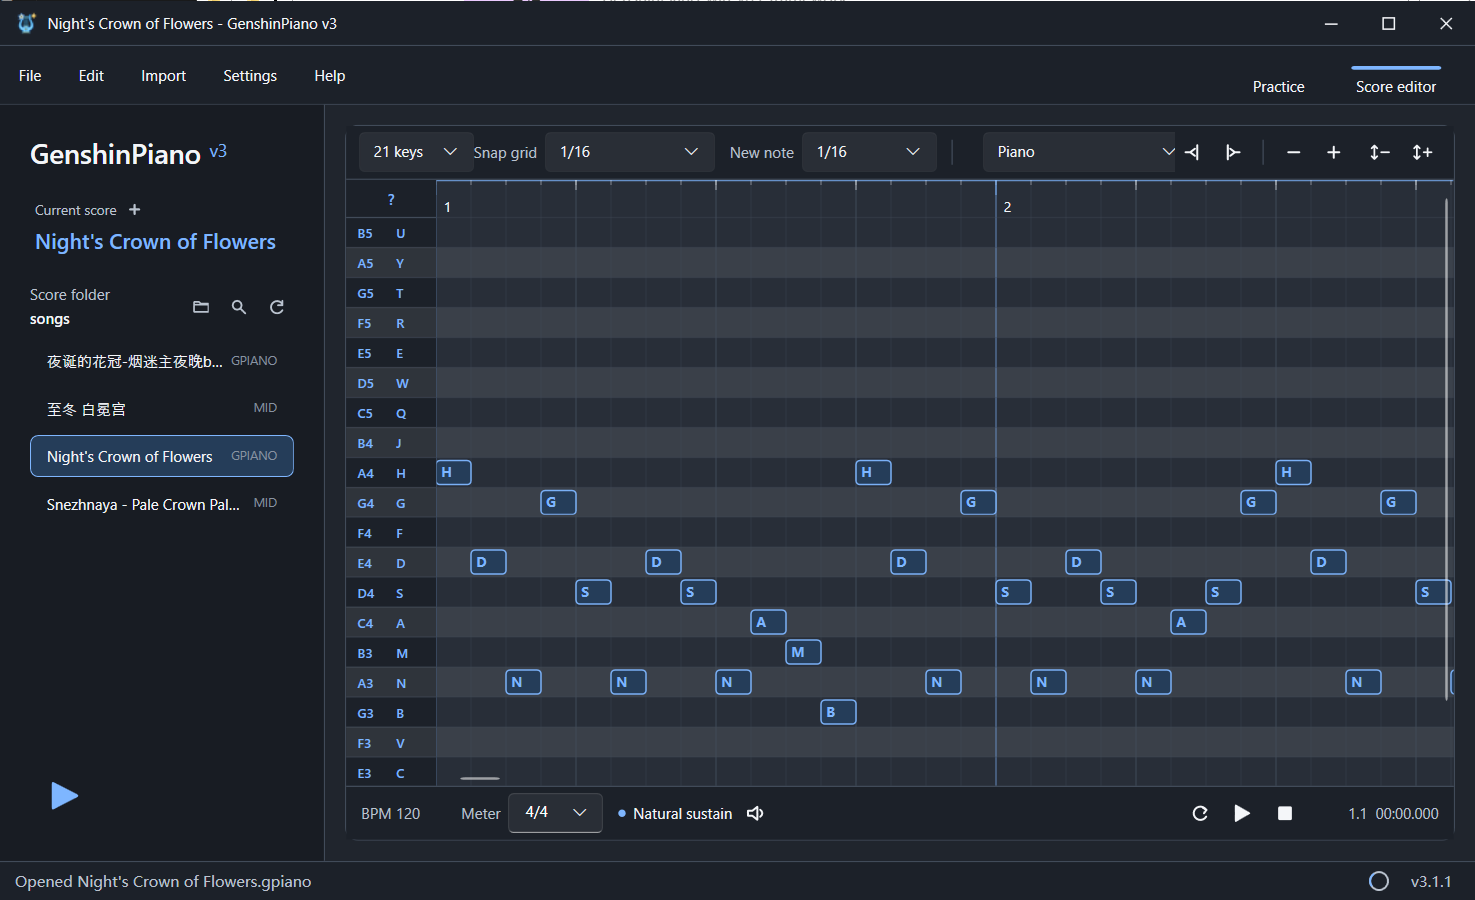 Night's Crown of Flowers - GenshinPiano v3
File Edit Import Settings Help
Practice Score editor
GenshinPiano v3
Current score +
Night's Crown of Flowers
Score folder
songs
夜诞的花冠-烟迷主夜晚b... GPIANO
至冬 白冕宫 MID
Night's Crown of Flowers GPIANO
Snezhnaya - Pale Crown Pal... MID
21 keys Snap grid 1/16 New note 1/16 Piano
?
1 2
B5 U
A5 Y
G5 T
F5 R
E5 E
D5 W
C5 Q
B4 J
A4 H H H H
G4 G G G G G
F4 F
E4 D D D D D D
D4 S S S S S S S
C4 A A A
B3 M M
A3 N N N N N N N N
G3 B B
F3 V
E3 C
BPM 120 Meter 4/4 Natural sustain 1.1 00:00.000
Opened Night's Crown of Flowers.gpiano v3.1.1